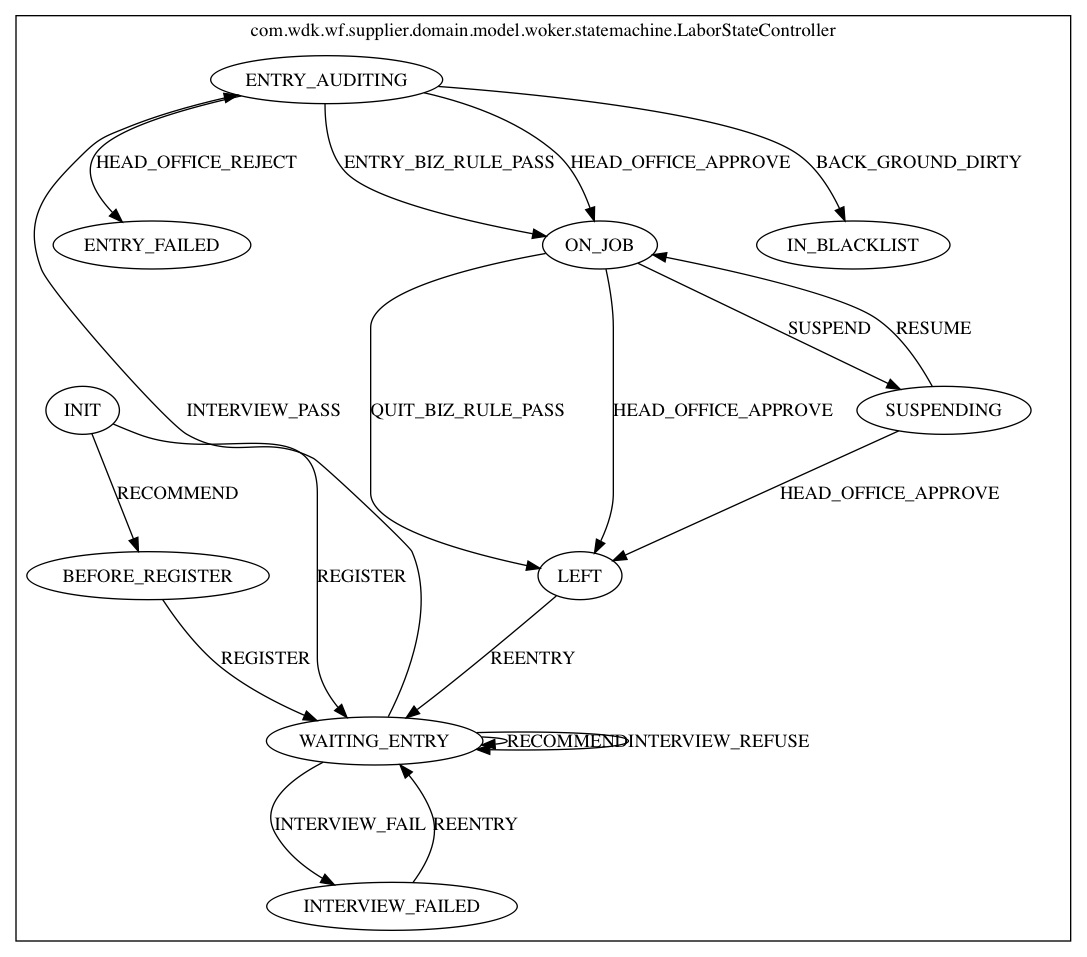 com.wdk.wf.supplier.domain.model.woker.statemachine.LaborStateController
ENTRY_AUDITING
HEAD_OFFICE_REJECT
ENTRY_BIZ_RULE_PASS
HEAD_OFFICE_APPROVE
BACK_GROUND_DIRTY
ENTRY_FAILED
ON_JOB
IN_BLACKLIST
SUSPEND
RESUME
INIT
INTERVIEW_PASS
QUIT_BIZ_RULE_PASS
HEAD_OFFICE_APPROVE
SUSPENDING
RECOMMEND
HEAD_OFFICE_APPROVE
BEFORE_REGISTER
REGISTER
LEFT
REGISTER
REENTRY
WAITING_ENTRY
RECOMMEND
INTERVIEW_REFUSE
INTERVIEW_FAIL
REENTRY
INTERVIEW_FAILED